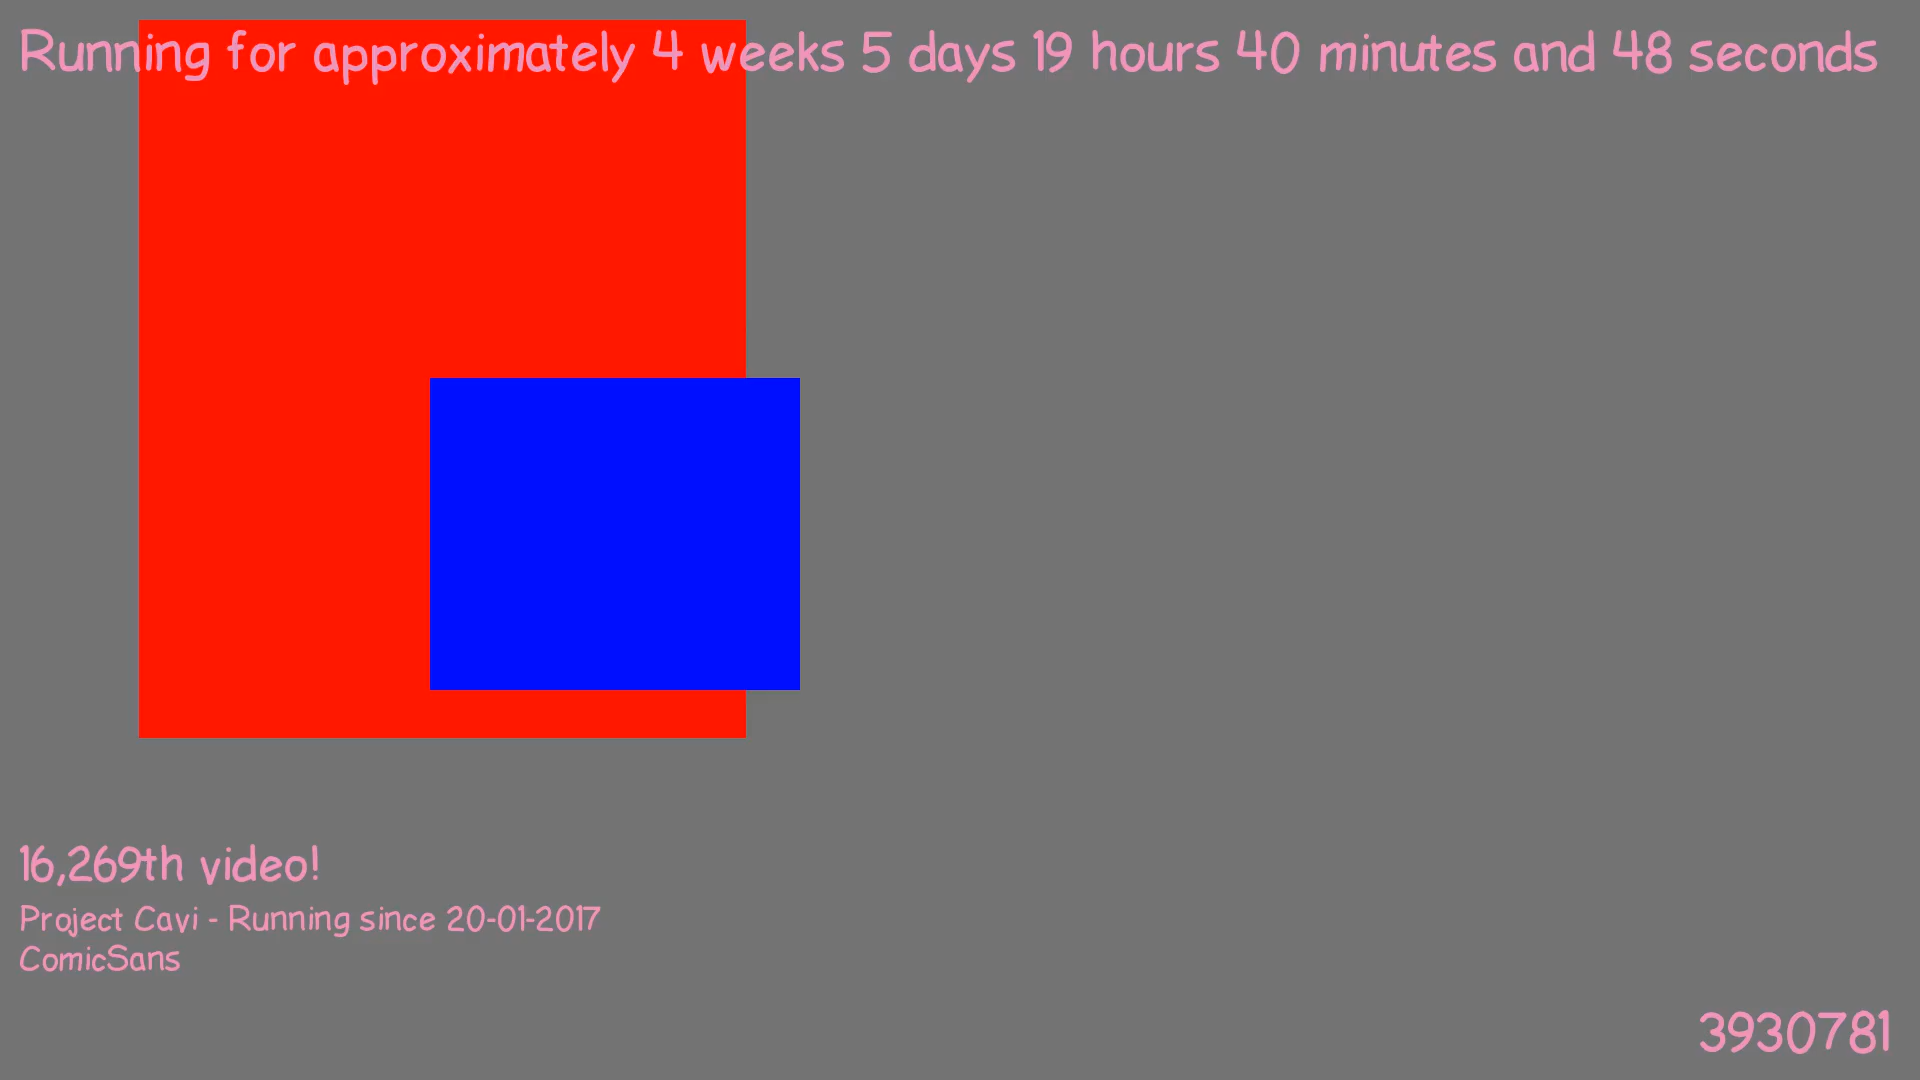 Running for approximately 4 weeks 5 days 19 hours 40 minutes and 48 seconds
16,269th video!
Project Cavi - Running since 20-01-2017
ComicSans
3930781